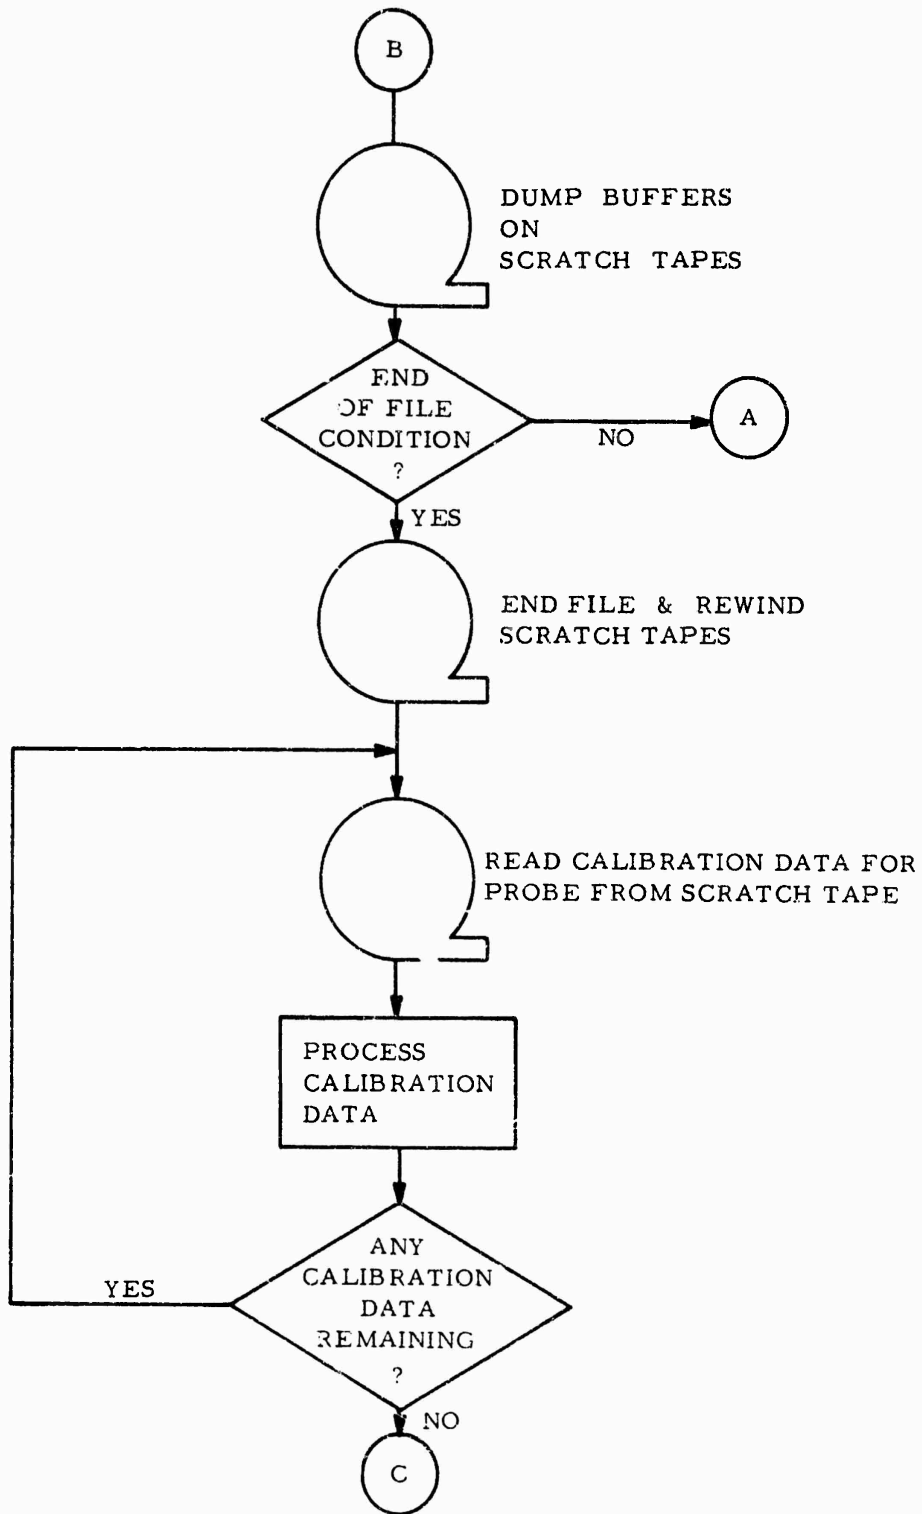 B
DUMP BUFFERS
ON
SCRATCH TAPES
END
OF FILE
CONDITION
?
NO
A
YES
END FILE & REWIND
SCRATCH TAPES
READ CALIBRATION DATA FOR
PROBE FROM SCRATCH TAPE
PROCESS
CALIBRATION
DATA
ANY
CALIBRATION
DATA
REMAINING
?
YES
NO
C